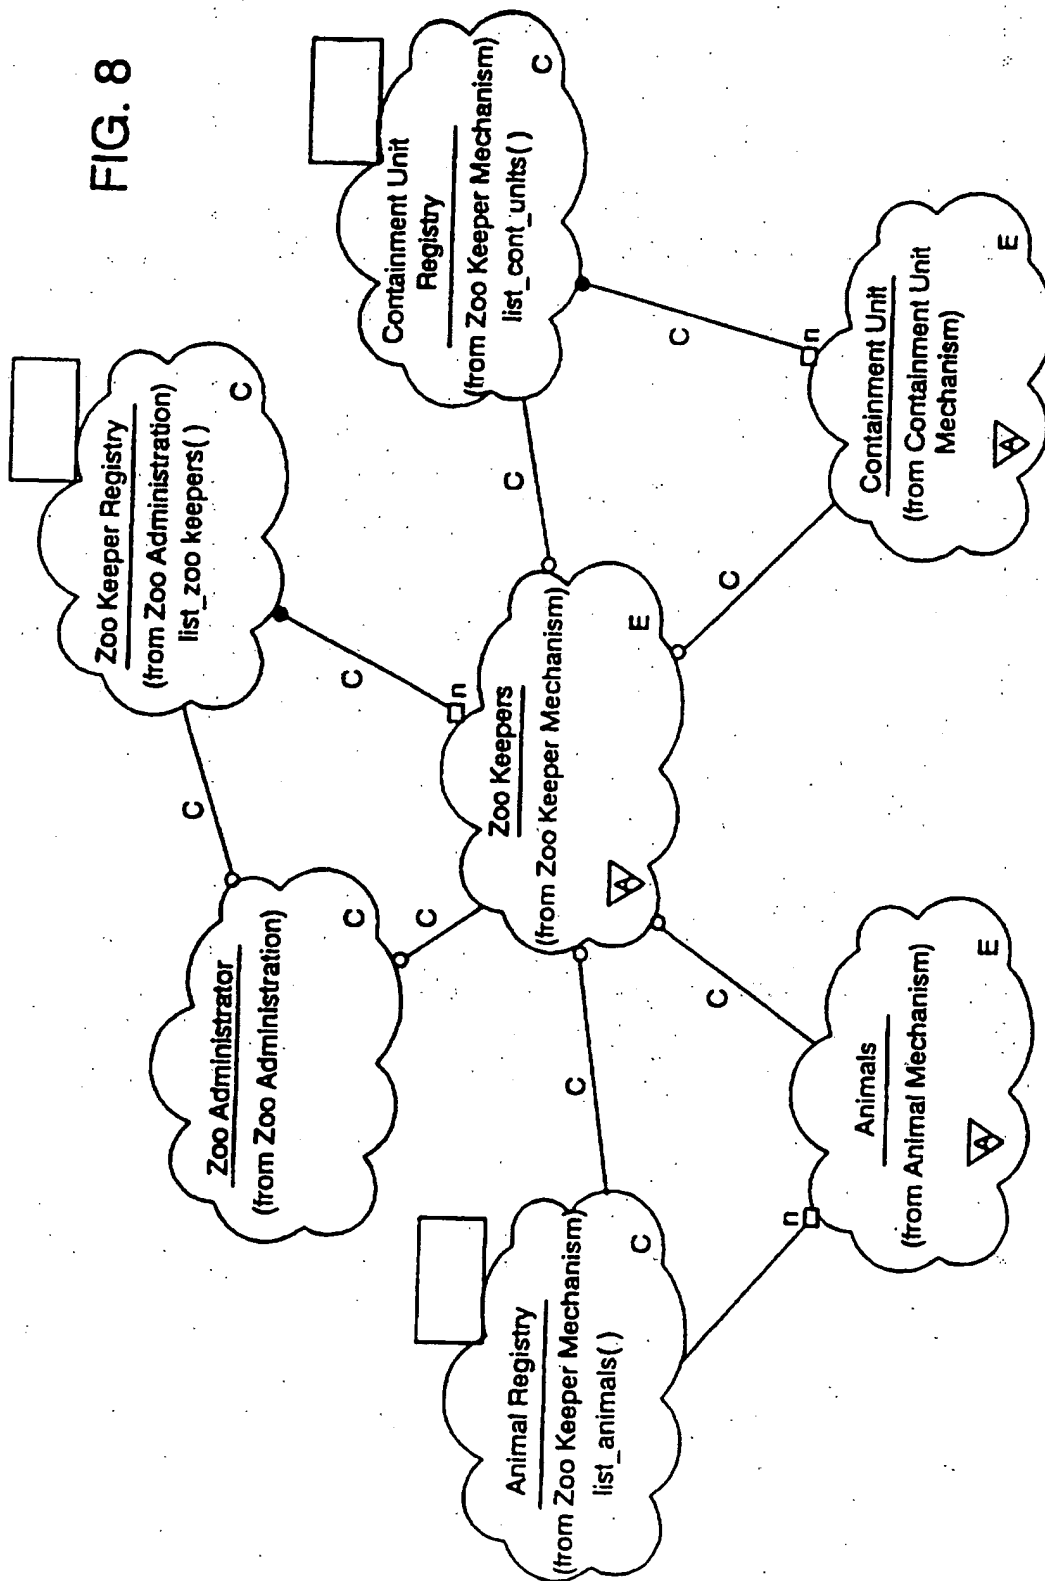 FIG. 8
Zoo Administrator
(from Zoo Administration)
C
C
Zoo Keeper Registry
(from Zoo Administration)
list_zoo keepers( )
C
C
C
Animal Registry
(from Zoo Keeper Mechanism)
list_animals( )
C
C
Zoo Keepers
(from Zoo Keeper Mechanism)
A
E
n
C
Containment Unit
Registry
(from Zoo Keeper Mechanism)
list_cont_units( )
C
n
C
C
C
Animals
(from Animal Mechanism)
A
E
n
Containment Unit
(from Containment Unit
Mechanism)
A
E